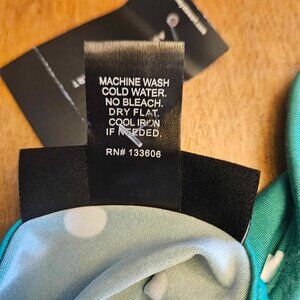 MACHINE WASH
COLD WATER.
NO BLEACH.
DRY FLAT.
COOL IRON
IF NEEDED.
RN# 133606